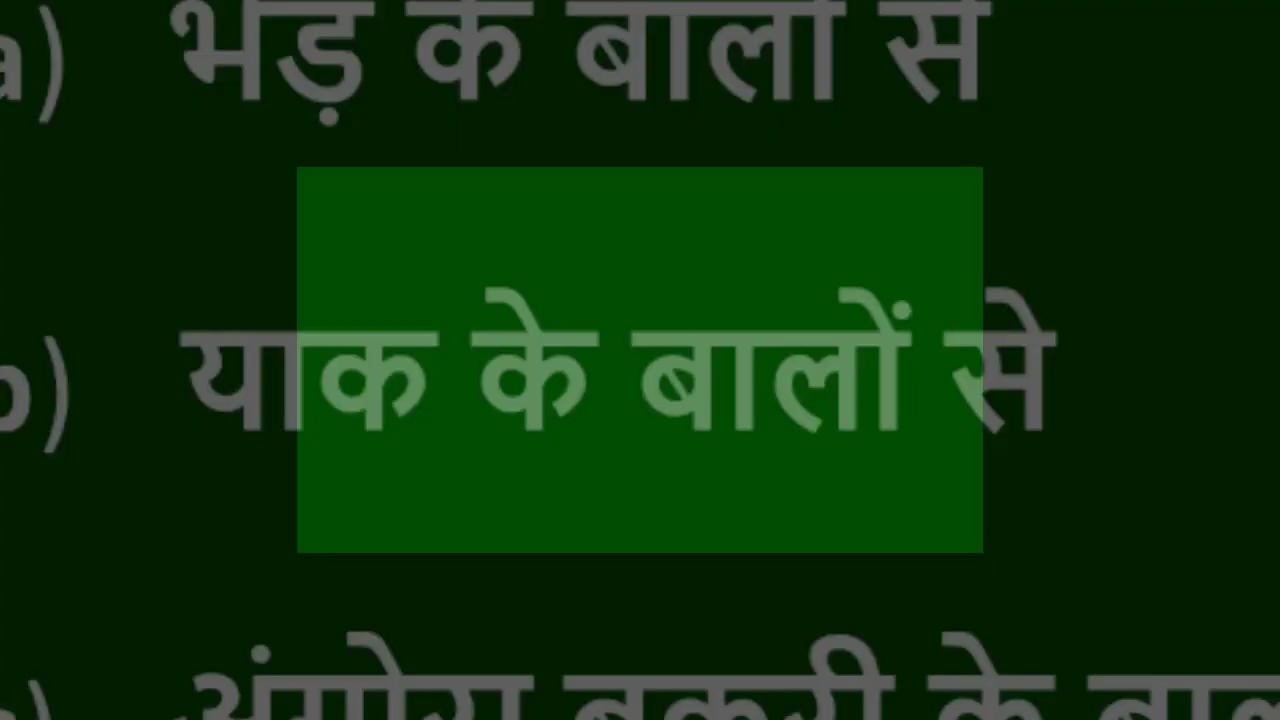 a) भेड़ के बालों से
b) याक के बालों से
c) अंगोरा बकरी के बाल